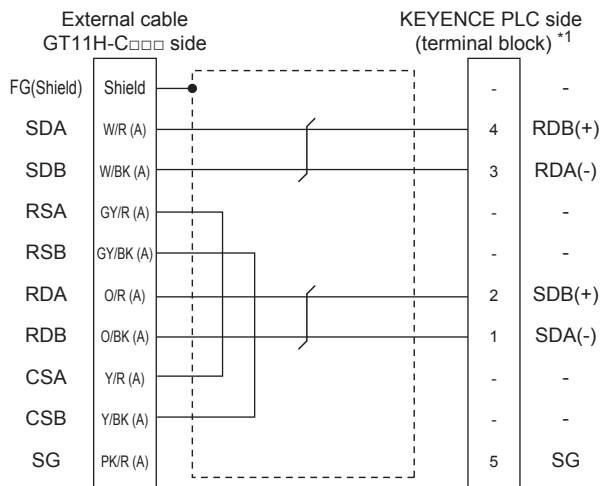 External cable
GT11H-C□□□ side
KEYENCE PLC side
(terminal block) *1
FG(Shield) Shield - -
SDA W/R (A) 4 RDB(+)
SDB W/BK (A) 3 RDA(-)
RSA GY/R (A) - -
RSB GY/BK (A) - -
RDA O/R (A) 2 SDB(+)
RDB O/BK (A) 1 SDA(-)
CSA Y/R (A) - -
CSB Y/BK (A) - -
SG PK/R (A) 5 SG